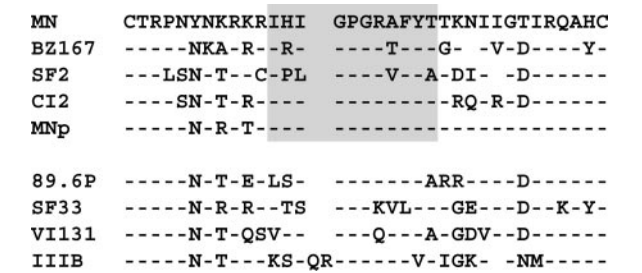 MN CTRPNYNKRKRIHI GPGRAFYTTKNIIGTIRQAHC
BZ167 -----NKA-R--R- ----T---G- -V-D-----Y-
SF2 ---LSN-T--C-PL ----V--A-DI- -D------
CI2 ----SN-T-R---- ---------RQ-R-D------
MNp -----N-R-T---- ---------------------
89.6P -----N-T-E-LS- -------ARR----D------
SF33 -----N-R-R--TS ---KVL---GE---D--K-Y-
VI131 -----N-T-QSV-- ---Q---A-GDV--D------
IIIB -----N-T---KS-QR------V-IGK- -NM-----